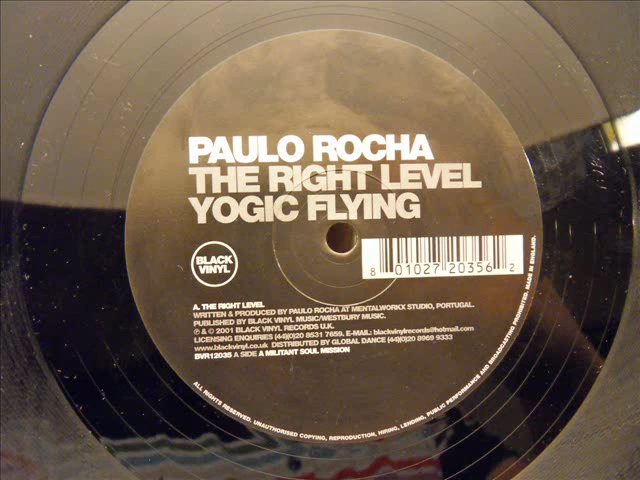 PAULO ROCHA
THE RIGHT LEVEL
YOGIC FLYING
BLACK
VINYL
8 01027 20356 2
A. THE RIGHT LEVEL
WRITTEN & PRODUCED BY PAULO ROCHA AT MENTALWORKX STUDIO, PORTUGAL.
PUBLISHED BY BLACK VINYL MUSIC/WESTBURY MUSIC.
℗ & © 2001 BLACK VINYL RECORDS U.K.
LICENSING ENQUIRIES (44)(0)20 8531 7659. E-MAIL: blackvinylrecords@hotmail.com
www.blackvinyl.co.uk DISTRIBUTED BY GLOBAL DANCE (44)(0)20 8969 9333
BVR12035 A SIDE A MILITANT SOUL MISSION
ALL RIGHTS RESERVED. UNAUTHORISED COPYING, REPRODUCTION, HIRING, LENDING, PUBLIC PERFORMANCE AND BROADCASTING PROHIBITED. MADE IN ENGLAND.